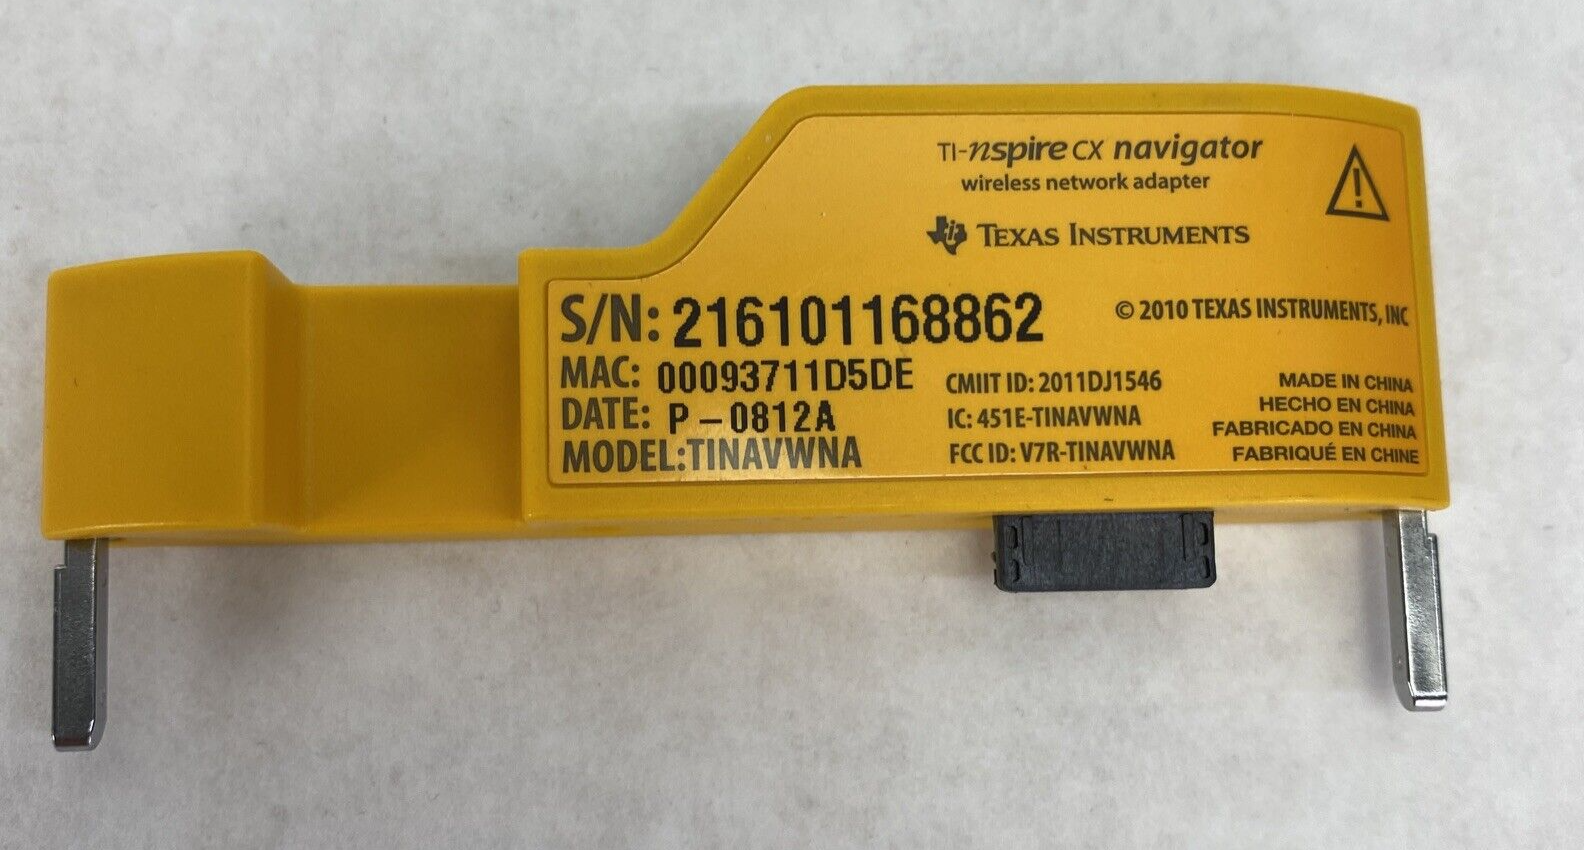 TI-nspire CX navigator
wireless network adapter
TEXAS INSTRUMENTS
S/N: 216101168862
© 2010 TEXAS INSTRUMENTS, INC
MAC: 00093711D5DE
DATE: P-0812A
MODEL:TINAVWNA
CMIIT ID: 2011DJ1546
IC: 451E-TINAVWNA
FCC ID: V7R-TINAVWNA
MADE IN CHINA
HECHO EN CHINA
FABRICADO EN CHINA
FABRIQUÉ EN CHINE